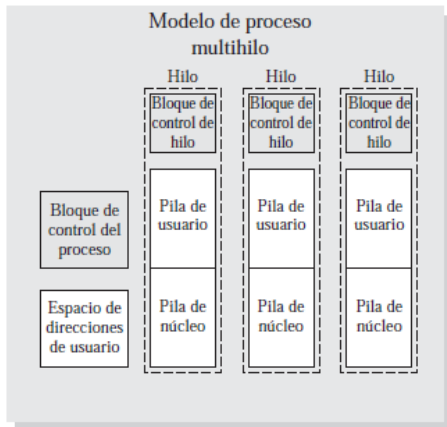 Modelo de proceso
multihilo
Hilo
Hilo
Hilo
Bloque de
control de
hilo
Bloque de
control de
hilo
Bloque de
control de
hilo
Bloque de
control del
proceso
Pila de
usuario
Pila de
usuario
Pila de
usuario
Espacio de
direcciones
de usuario
Pila de
núcleo
Pila de
núcleo
Pila de
núcleo